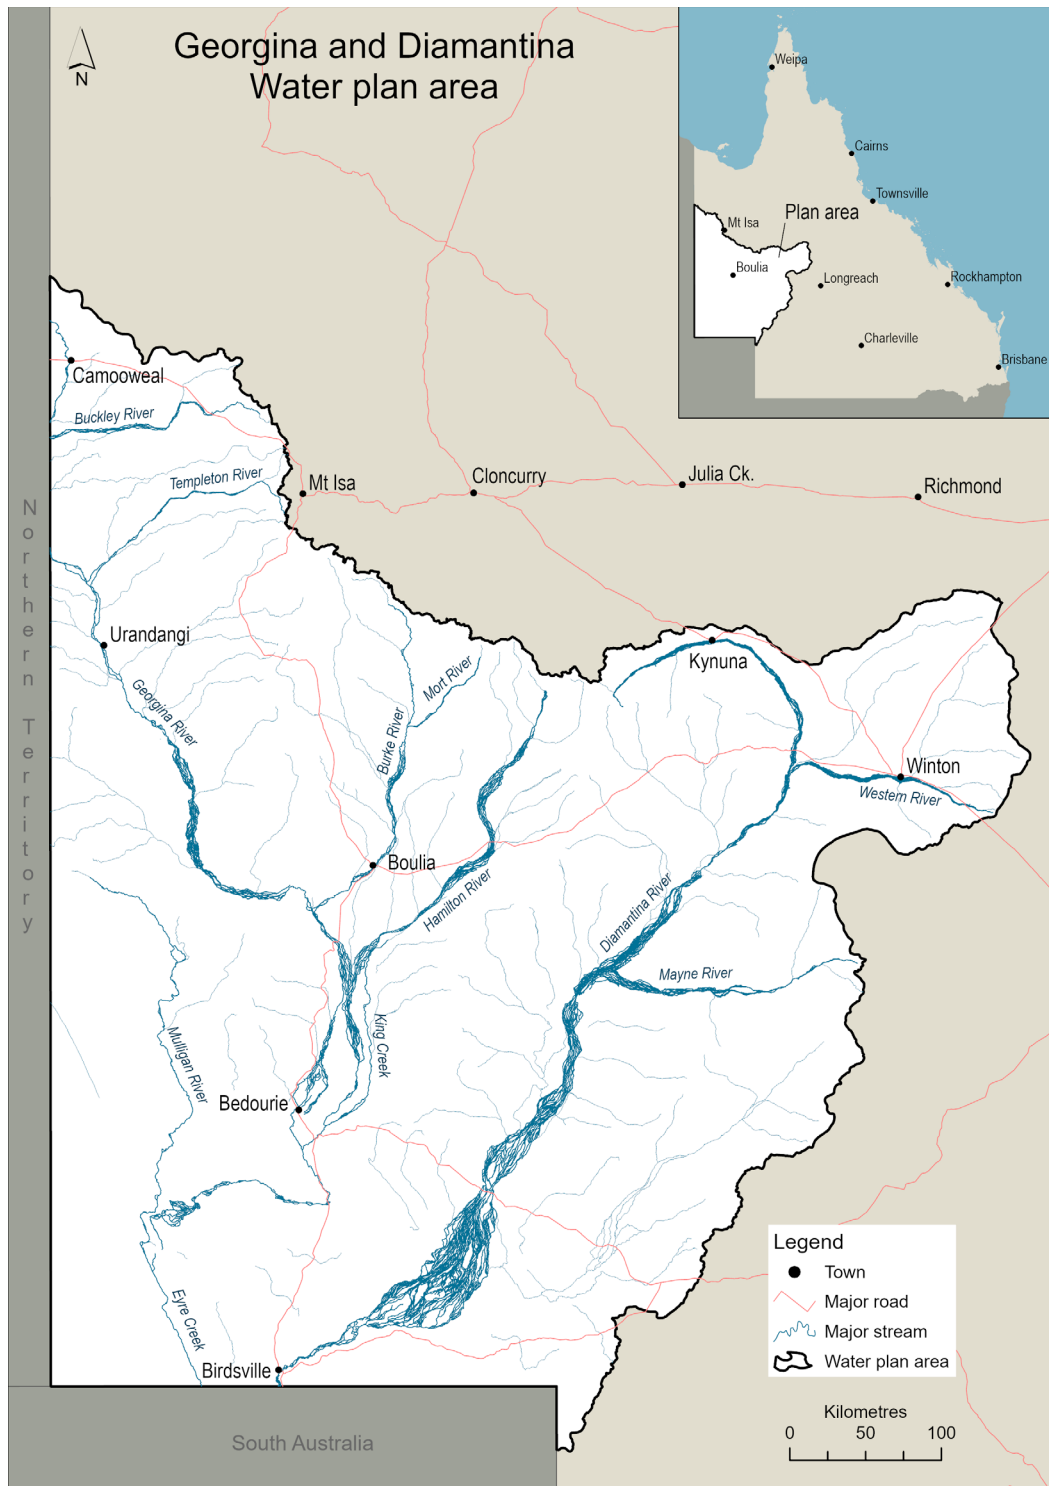 Georgina and Diamantina
Water plan area
N
Weipa
Cairns
Townsville
Plan area
Mt Isa
Boulia
Longreach
Rockhampton
Charleville
Brisbane
Camooweal
Buckley River
Templeton River
Mt Isa
Cloncurry
Julia Ck.
Richmond
Northern Territory
Urandangi
Georgina River
Kynuna
Mort River
Burke River
Winton
Western River
Boulia
Hamilton River
Diamantina River
Mayne River
King Creek
Mulligan River
Bedourie
Eyre Creek
Birdsville
South Australia
Legend
Town
Major road
Major stream
Water plan area
Kilometres
0 50 100